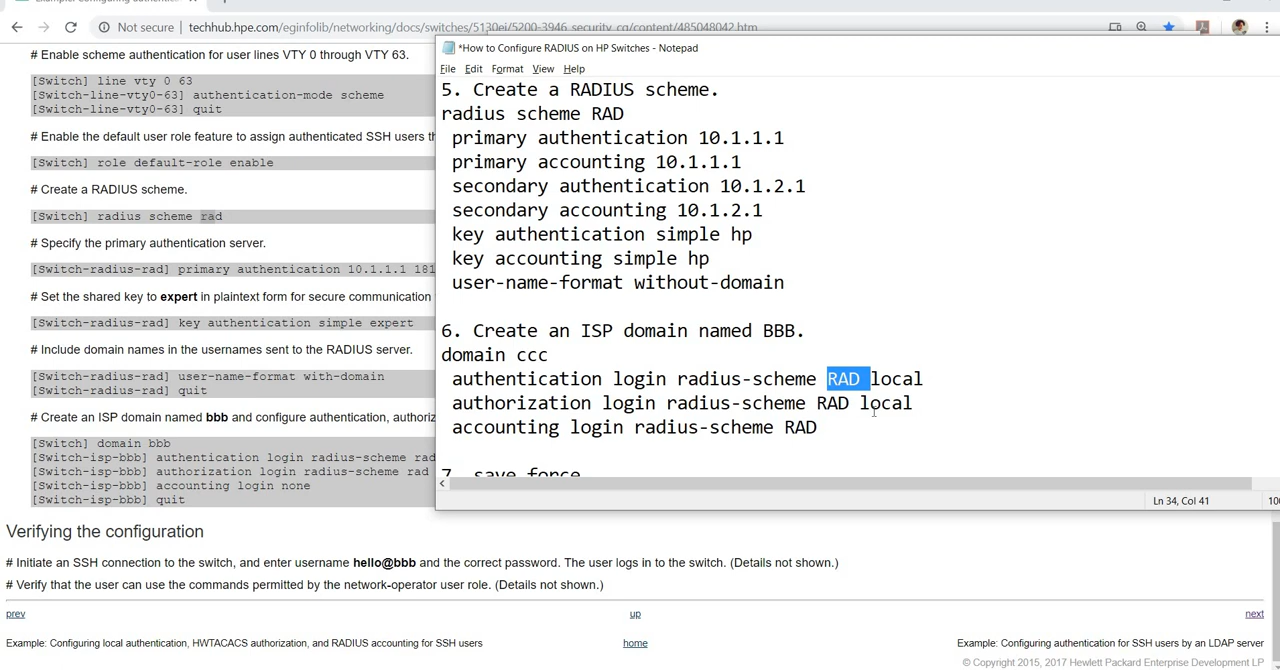 Not secure
techhub.hpe.com/eginfolib/networking/docs/switches/5130ei/5200-3946_security_cg/content/485048042.htm
# Enable scheme authentication for user lines VTY 0 through VTY 63.
[Switch] line vty 0 63
[Switch-line-vty0-63] authentication-mode scheme
[Switch-line-vty0-63] quit
# Enable the default user role feature to assign authenticated SSH users th
[Switch] role default-role enable
# Create a RADIUS scheme.
[Switch] radius scheme rad
# Specify the primary authentication server.
[Switch-radius-rad] primary authentication 10.1.1.1 181
# Set the shared key to expert in plaintext form for secure communication
[Switch-radius-rad] key authentication simple expert
# Include domain names in the usernames sent to the RADIUS server.
[Switch-radius-rad] user-name-format with-domain
[Switch-radius-rad] quit
# Create an ISP domain named bbb and configure authentication, authoriz
[Switch] domain bbb
[Switch-isp-bbb] authentication login radius-scheme rad
[Switch-isp-bbb] authorization login radius-scheme rad
[Switch-isp-bbb] accounting login none
[Switch-isp-bbb] quit
*How to Configure RADIUS on HP Switches - Notepad
File Edit Format View Help
5. Create a RADIUS scheme.
radius scheme RAD
primary authentication 10.1.1.1
primary accounting 10.1.1.1
secondary authentication 10.1.2.1
secondary accounting 10.1.2.1
key authentication simple hp
key accounting simple hp
user-name-format without-domain
6. Create an ISP domain named BBB.
domain ccc
authentication login radius-scheme RAD local
authorization login radius-scheme RAD local
accounting login radius-scheme RAD
7. save force
Ln 34, Col 41
100
Verifying the configuration
# Initiate an SSH connection to the switch, and enter username hello@bbb and the correct password. The user logs in to the switch. (Details not shown.)
# Verify that the user can use the commands permitted by the network-operator user role. (Details not shown.)
prev
up
next
Example: Configuring local authentication, HWTACACS authorization, and RADIUS accounting for SSH users
home
Example: Configuring authentication for SSH users by an LDAP server
© Copyright 2015, 2017 Hewlett Packard Enterprise Development LP